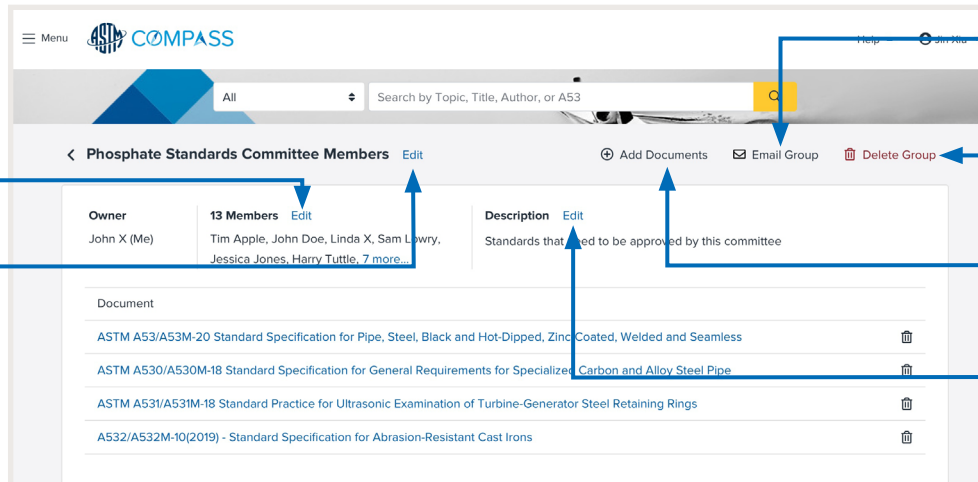 Menu
ASTM COMPASS
Help
Jin Xiu
All
Search by Topic, Title, Author, or A53
Phosphate Standards Committee Members Edit
Add Documents
Email Group
Delete Group
Owner
John X (Me)
13 Members Edit
Tim Apple, John Doe, Linda X, Sam Lowry,
Jessica Jones, Harry Tuttle, 7 more...
Description Edit
Standards that need to be approved by this committee
Document
ASTM A53/A53M-20 Standard Specification for Pipe, Steel, Black and Hot-Dipped, Zinc Coated, Welded and Seamless
ASTM A530/A530M-18 Standard Specification for General Requirements for Specialized Carbon and Alloy Steel Pipe
ASTM A531/A531M-18 Standard Practice for Ultrasonic Examination of Turbine-Generator Steel Retaining Rings
A532/A532M-10(2019) - Standard Specification for Abrasion-Resistant Cast Irons